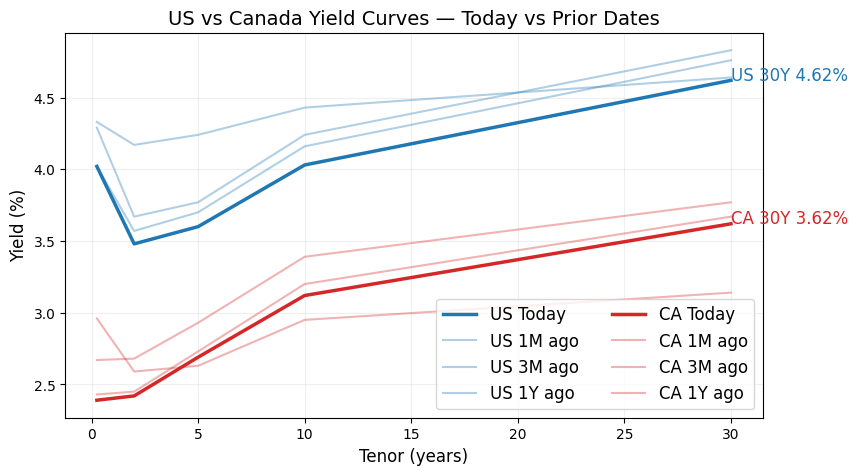 US vs Canada Yield Curves — Today vs Prior Dates
Yield (%)
4.5
4.0
3.5
3.0
2.5
US 30Y 4.62%
CA 30Y 3.62%
US Today
US 1M ago
US 3M ago
US 1Y ago
CA Today
CA 1M ago
CA 3M ago
CA 1Y ago
0 5 10 15 20 25 30
Tenor (years)